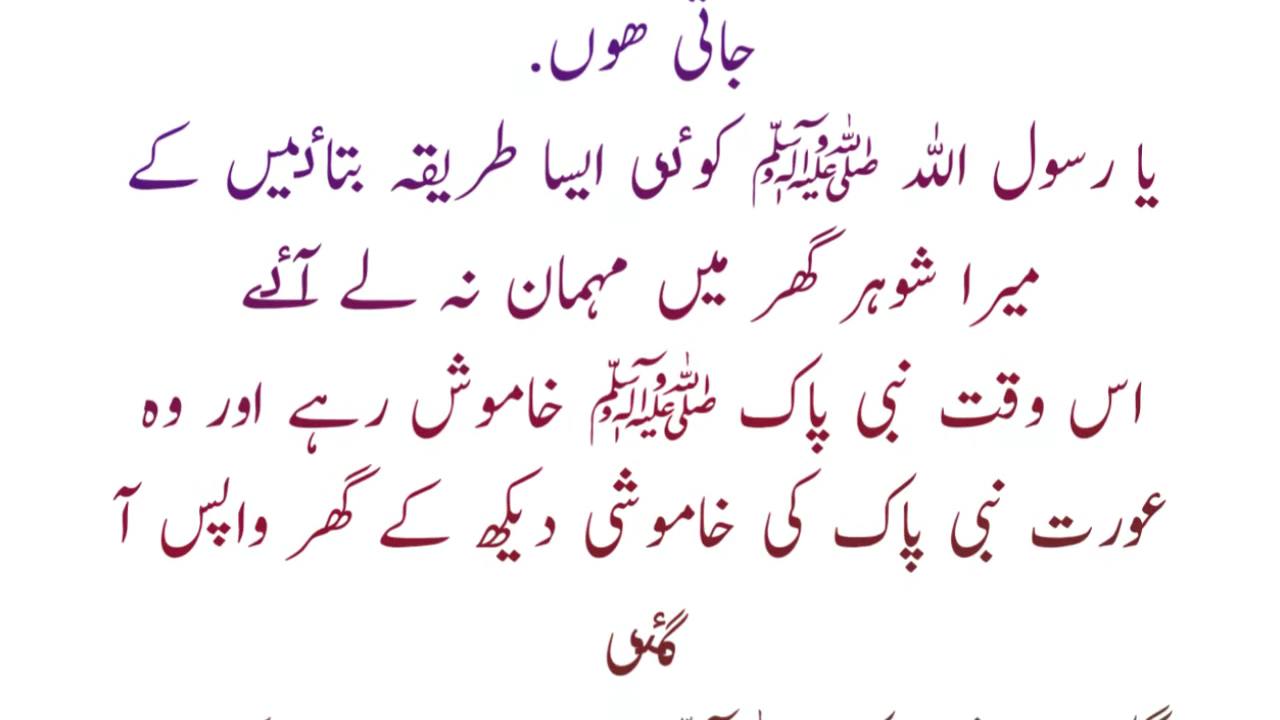 جاتی ھوں.
یا رسول اللہ ﷺ کوئی ایسا طریقہ بتائیں کے
میرا شوہر گھر میں مہمان نہ لے آئے
اس وقت نبی پاک ﷺ خاموش رہے اور وہ
عورت نبی پاک کی خاموشی دیکھ کے گھر واپس آ
گئی